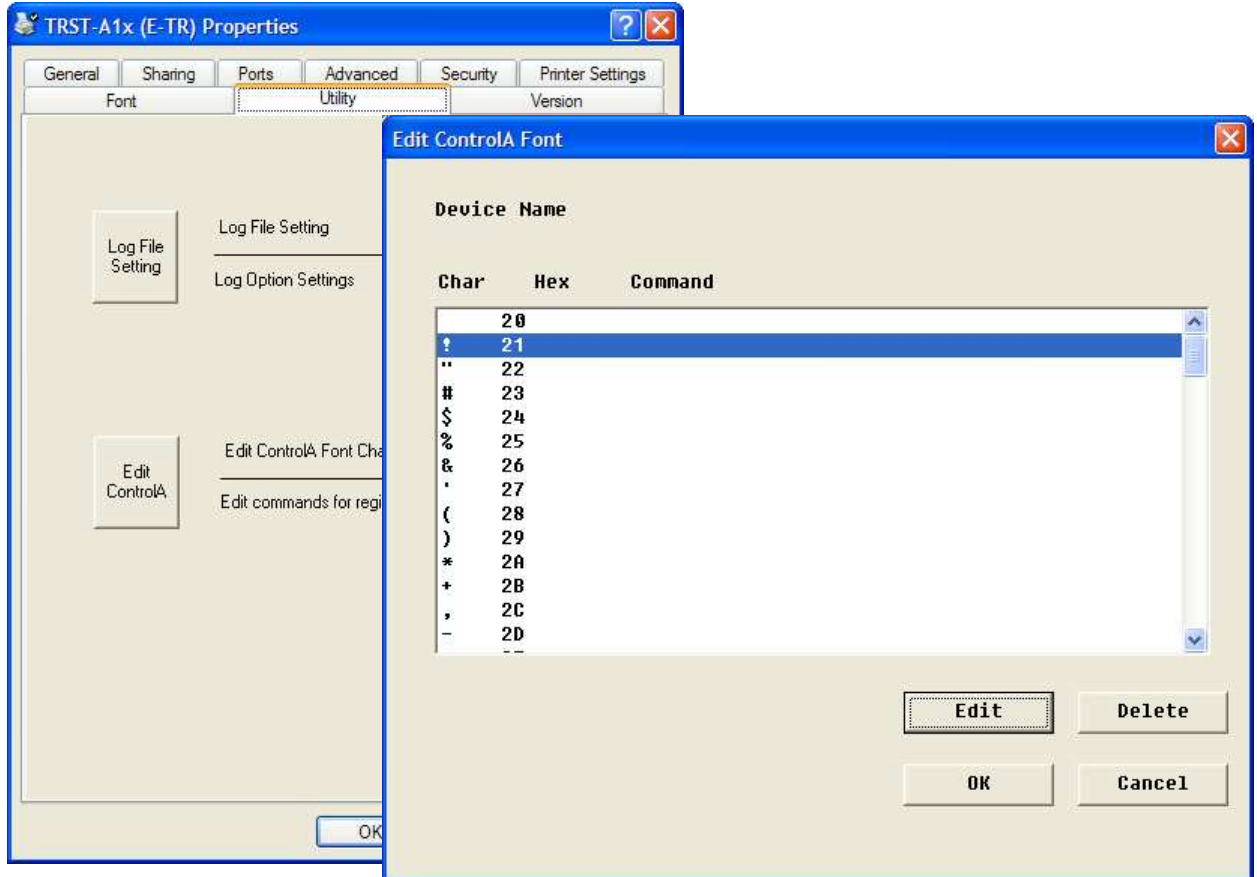 TRST-A1x (E-TR) Properties
General Sharing Ports Advanced Security Printer Settings
Font Utility Version
Log File
Setting
Log File Setting
Log Option Settings
Edit
ControlA
Edit ControlA Font Cha
Edit commands for regi
OK
Edit ControlA Font
Device Name
Char Hex Command
20
! 21
" 22
# 23
$ 24
% 25
& 26
' 27
( 28
) 29
* 2A
+ 2B
, 2C
- 2D
Edit Delete
OK Cancel